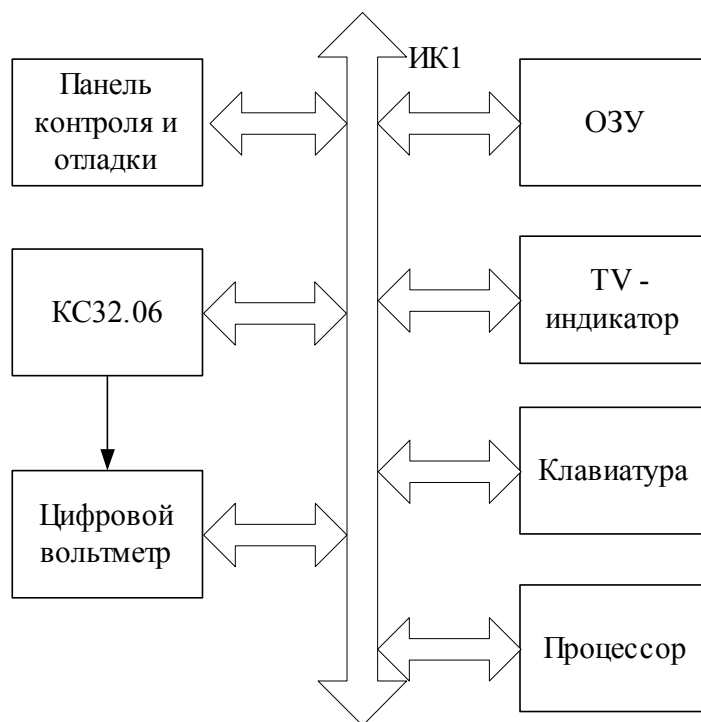 ИК1
Панель
контроля и
отладки
ОЗУ
КС32.06
TV -
индикатор
Клавиатура
Цифровой
вольтметр
Процессор